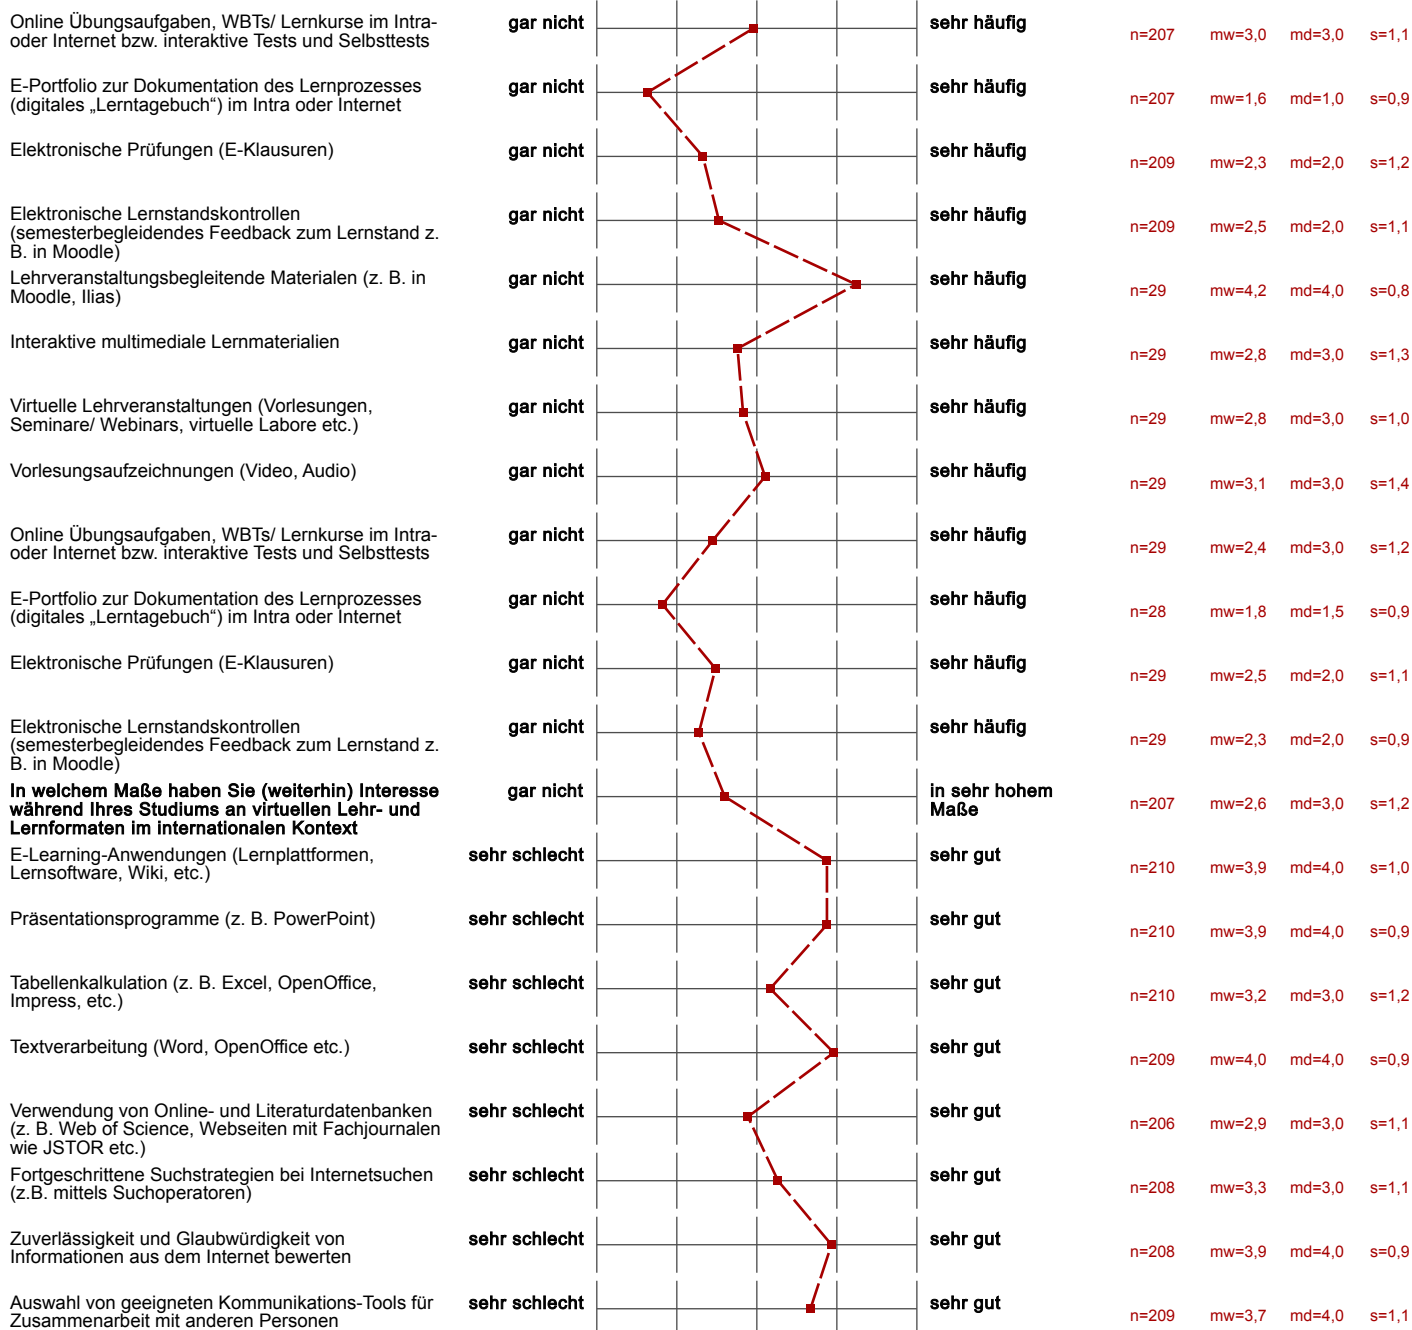 Online Übungsaufgaben, WBTs/ Lernkurse im Intra- gar nicht sehr häufig
oder Internet bzw. interaktive Tests und Selbsttests n=207 mw=3,0 md=3,0 s=1,1
E-Portfolio zur Dokumentation des Lernprozesses gar nicht sehr häufig
(digitales „Lerntagebuch“) im Intra oder Internet n=207 mw=1,6 md=1,0 s=0,9
Elektronische Prüfungen (E-Klausuren) gar nicht sehr häufig
n=209 mw=2,3 md=2,0 s=1,2
Elektronische Lernstandskontrollen gar nicht sehr häufig
(semesterbegleidendes Feedback zum Lernstand z. n=209 mw=2,5 md=2,0 s=1,1
B. in Moodle)
Lehrveranstaltungsbegleitende Materialen (z. B. in gar nicht sehr häufig
Moodle, Ilias) n=29 mw=4,2 md=4,0 s=0,8
Interaktive multimediale Lernmaterialien gar nicht sehr häufig
n=29 mw=2,8 md=3,0 s=1,3
Virtuelle Lehrveranstaltungen (Vorlesungen, gar nicht sehr häufig
Seminare/ Webinars, virtuelle Labore etc.) n=29 mw=2,8 md=3,0 s=1,0
Vorlesungsaufzeichnungen (Video, Audio) gar nicht sehr häufig
n=29 mw=3,1 md=3,0 s=1,4
Online Übungsaufgaben, WBTs/ Lernkurse im Intra- gar nicht sehr häufig
oder Internet bzw. interaktive Tests und Selbsttests n=29 mw=2,4 md=3,0 s=1,2
E-Portfolio zur Dokumentation des Lernprozesses gar nicht sehr häufig
(digitales „Lerntagebuch“) im Intra oder Internet n=28 mw=1,8 md=1,5 s=0,9
Elektronische Prüfungen (E-Klausuren) gar nicht sehr häufig
n=29 mw=2,5 md=2,0 s=1,1
Elektronische Lernstandskontrollen gar nicht sehr häufig
(semesterbegleidendes Feedback zum Lernstand z. n=29 mw=2,3 md=2,0 s=0,9
B. in Moodle)
In welchem Maße haben Sie (weiterhin) Interesse gar nicht in sehr hohem
während Ihres Studiums an virtuellen Lehr- und Maße n=207 mw=2,6 md=3,0 s=1,2
Lernformaten im internationalen Kontext
E-Learning-Anwendungen (Lernplattformen, sehr schlecht sehr gut
Lernsoftware, Wiki, etc.) n=210 mw=3,9 md=4,0 s=1,0
Präsentationsprogramme (z. B. PowerPoint) sehr schlecht sehr gut
n=210 mw=3,9 md=4,0 s=0,9
Tabellenkalkulation (z. B. Excel, OpenOffice, sehr schlecht sehr gut
Impress, etc.) n=210 mw=3,2 md=3,0 s=1,2
Textverarbeitung (Word, OpenOffice etc.) sehr schlecht sehr gut
n=209 mw=4,0 md=4,0 s=0,9
Verwendung von Online- und Literaturdatenbanken sehr schlecht sehr gut
(z. B. Web of Science, Webseiten mit Fachjournalen n=206 mw=2,9 md=3,0 s=1,1
wie JSTOR etc.)
Fortgeschrittene Suchstrategien bei Internetsuchen sehr schlecht sehr gut
(z.B. mittels Suchoperatoren) n=208 mw=3,3 md=3,0 s=1,1
Zuverlässigkeit und Glaubwürdigkeit von sehr schlecht sehr gut
Informationen aus dem Internet bewerten n=208 mw=3,9 md=4,0 s=0,9
Auswahl von geeigneten Kommunikations-Tools für sehr schlecht sehr gut
Zusammenarbeit mit anderen Personen n=209 mw=3,7 md=4,0 s=1,1